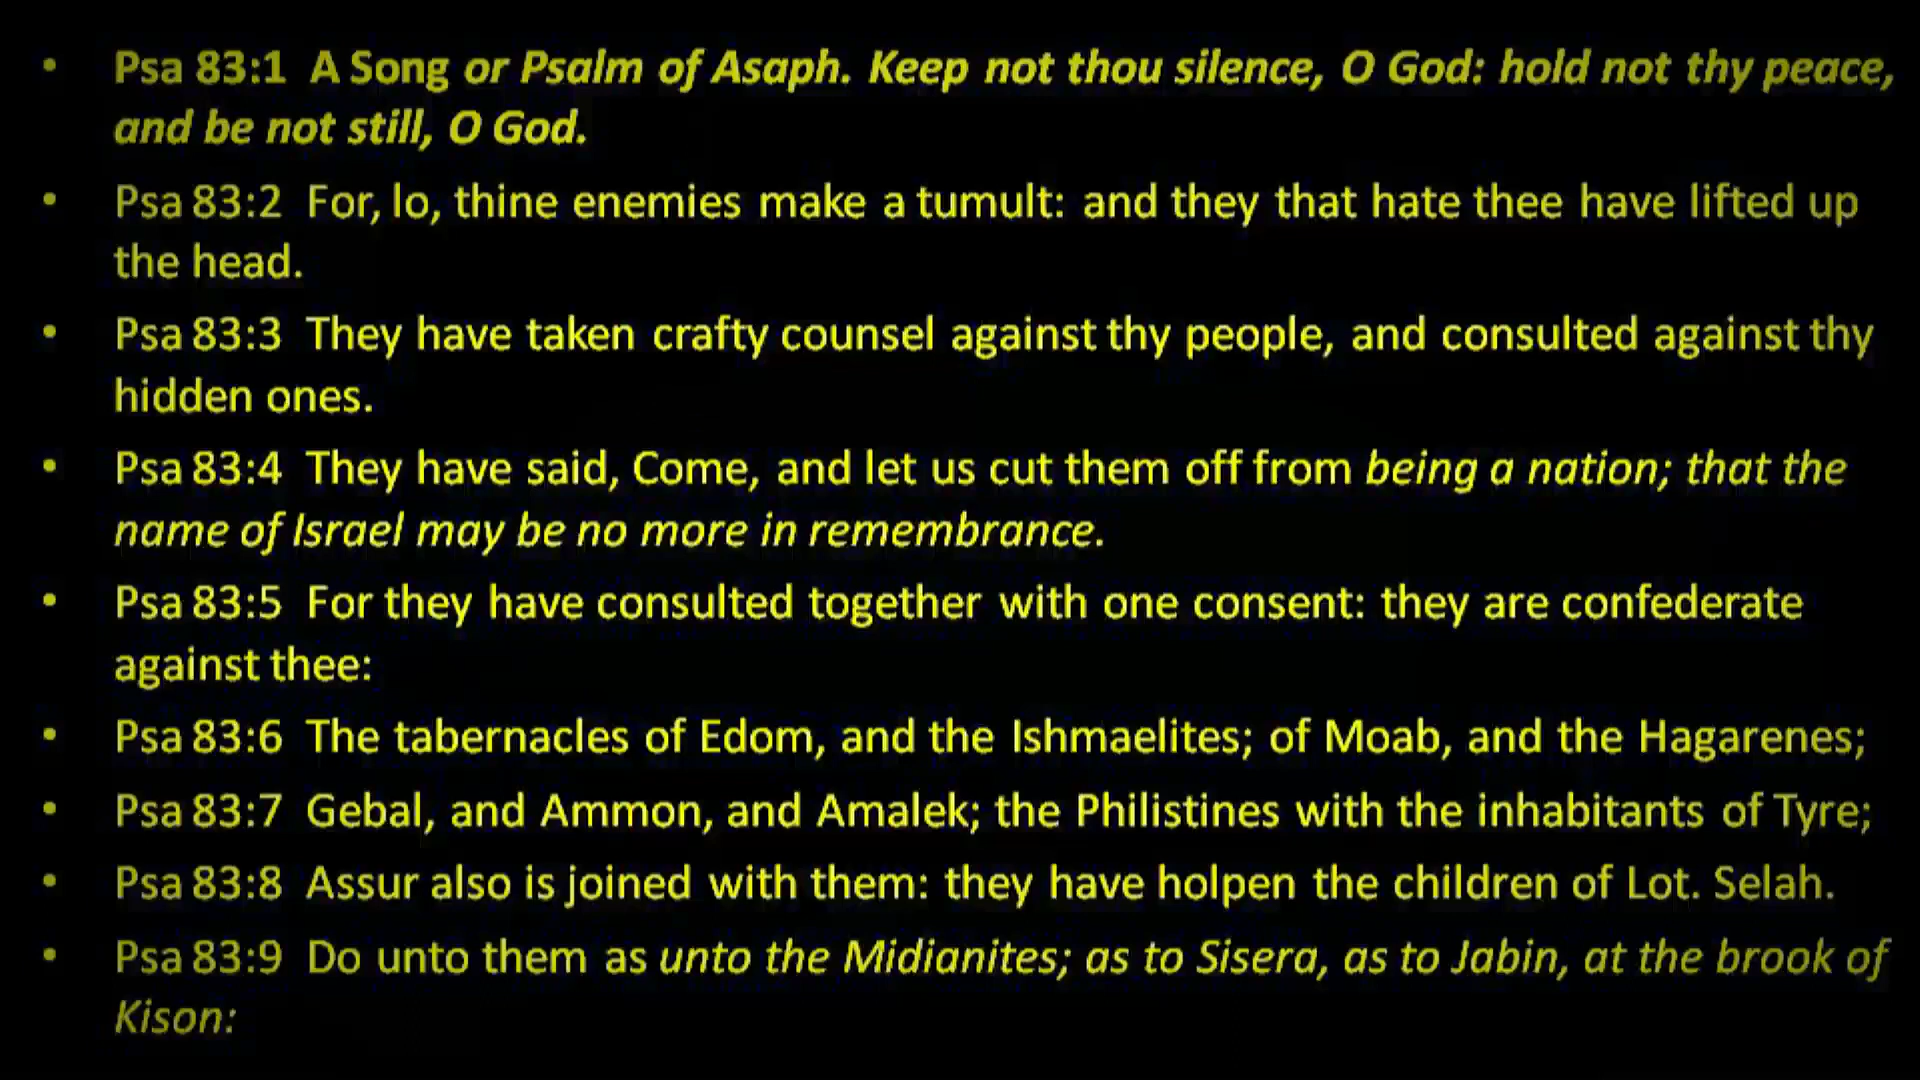 • Psa 83:1 A Song or Psalm of Asaph. Keep not thou silence, O God: hold not thy peace,
and be not still, O God.
• Psa 83:2 For, lo, thine enemies make a tumult: and they that hate thee have lifted up
the head.
• Psa 83:3 They have taken crafty counsel against thy people, and consulted against thy
hidden ones.
• Psa 83:4 They have said, Come, and let us cut them off from being a nation; that the
name of Israel may be no more in remembrance.
• Psa 83:5 For they have consulted together with one consent: they are confederate
against thee:
• Psa 83:6 The tabernacles of Edom, and the Ishmaelites; of Moab, and the Hagarenes;
• Psa 83:7 Gebal, and Ammon, and Amalek; the Philistines with the inhabitants of Tyre;
• Psa 83:8 Assur also is joined with them: they have holpen the children of Lot. Selah.
• Psa 83:9 Do unto them as unto the Midianites; as to Sisera, as to Jabin, at the brook of
Kison: